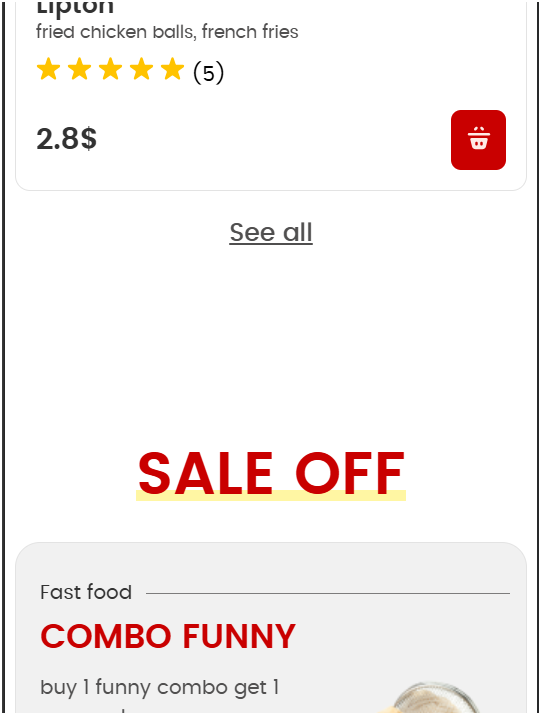 Lipton
fried chicken balls, french fries
(5)
2.8$
See all
SALE OFF
Fast food
COMBO FUNNY
buy 1 funny combo get 1